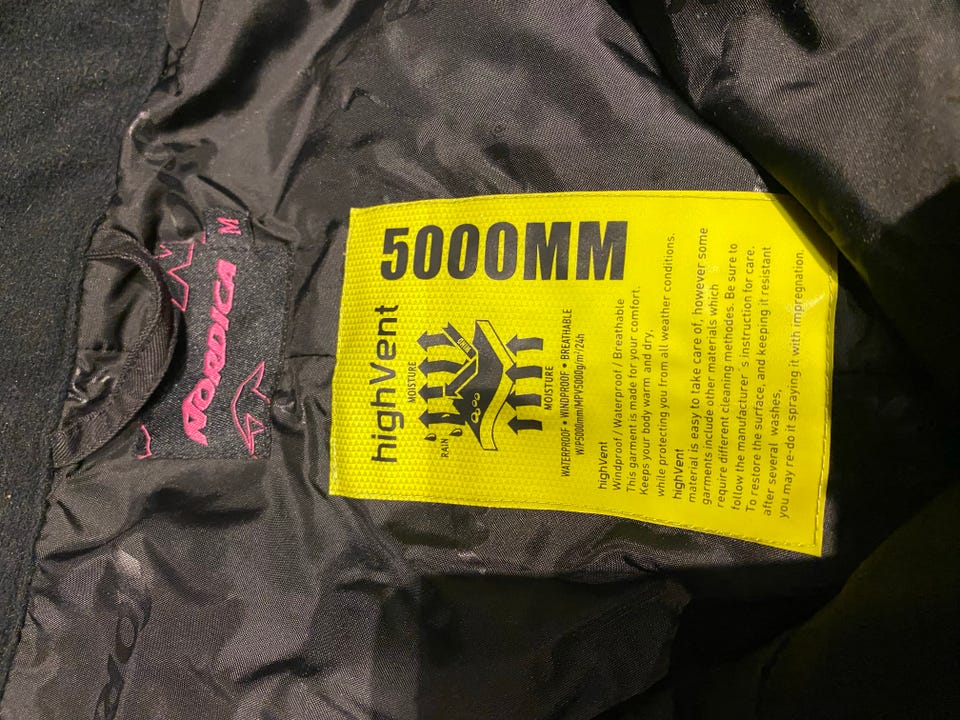 NORDICA
M
highVent
5000MM
MOISTURE
RAIN
WIND
MOISTURE
WATERPROOF • WINDPROOF • BREATHABLE
W/P5000mm/MPV5000g/m²/24h
highVent
Windproof / Waterproof / Breathable
This garment is made for your comfort.
Keeps your body warm and dry,
while protecting you from all weather conditions.
highVent
material is easy to take care of, however some
garments include other materials which
require different cleaning methodes. Be sure to
follow the manufacturer´s instruction for care.
To restore the surface, and keeping it resistant
after several washes,
you may re-do it spraying it with impregnation.